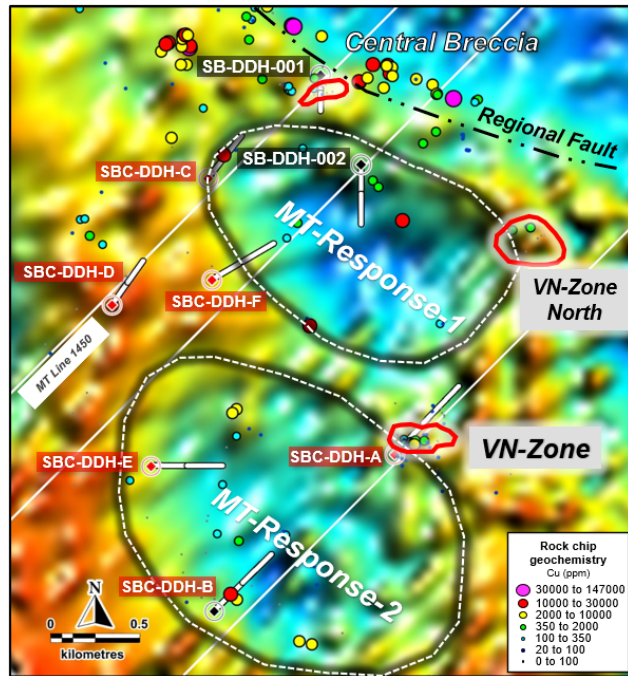 Central Breccia
SB-DDH-001
Regional Fault
SB-DDH-002
SBC-DDH-C
MT-Response-1
SBC-DDH-D
SBC-DDH-F
VN-Zone
North
MT Line 1450
VN-Zone
SBC-DDH-E
SBC-DDH-A
MT-Response-2
SBC-DDH-B
N
0 0.5
kilometres
Rock chip
geochemistry
Cu (ppm)
30000 to 147000
10000 to 30000
2000 to 10000
350 to 2000
100 to 350
20 to 100
0 to 100